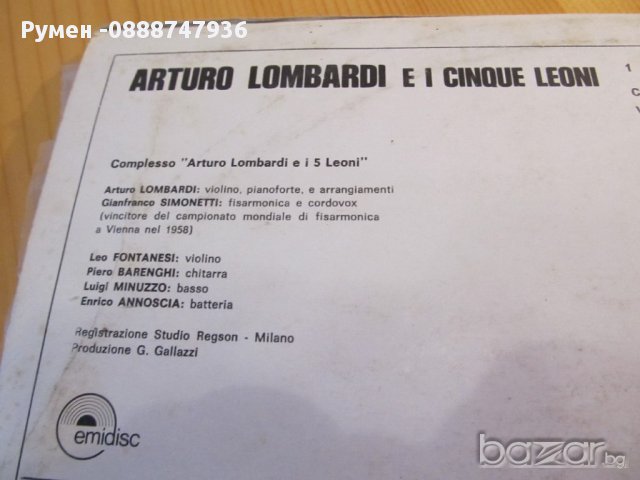 Румен -0888747936
ARTURO LOMBARDI E I CINQUE LEONI
1
C
Complesso "Arturo Lombardi e i 5 Leoni"
Arturo LOMBARDI: violino, pianoforte, e arrangiamenti
Gianfranco SIMONETTI: fisarmonica e cordovox
(vincitore del campionato mondiale di fisarmonica
a Vienna nel 1958)
Leo FONTANESI: violino
Piero BARENGHI: chitarra
Luigi MINUZZO: basso
Enrico ANNOSCIA: batteria
Registrazione Studio Regson - Milano
Produzione G. Gallazzi
emidisc
bazar.bg